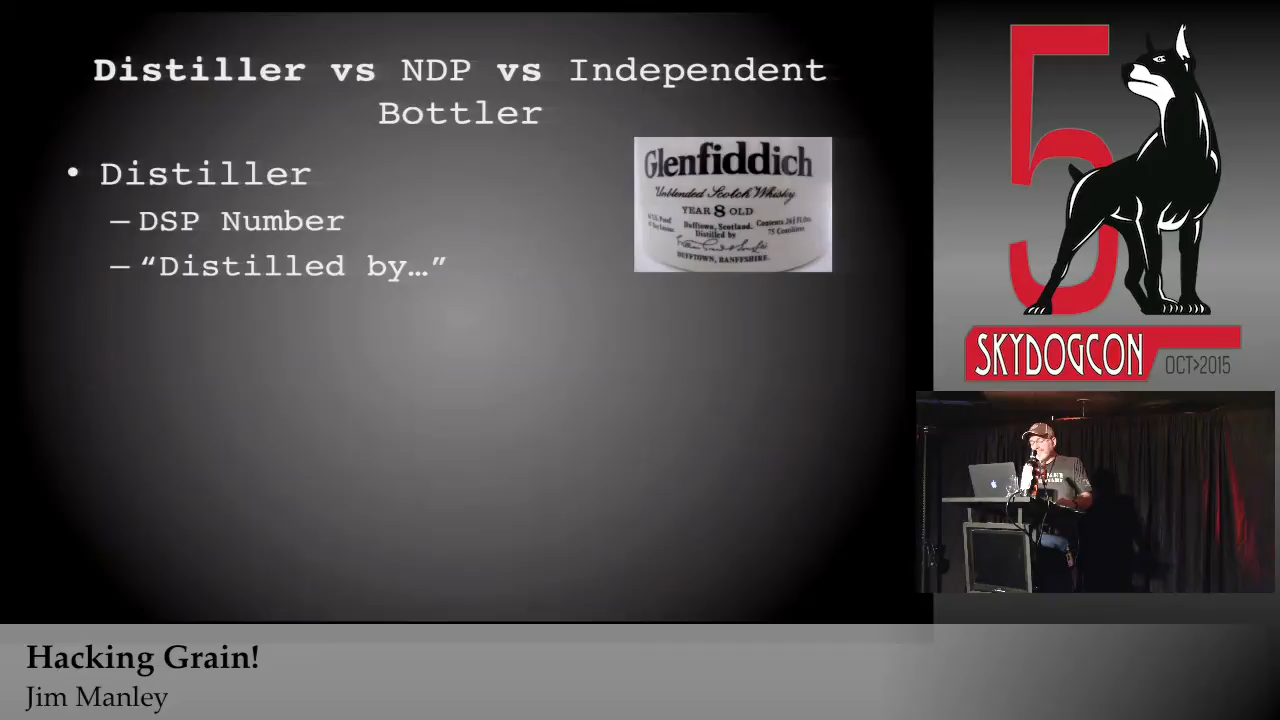 Distiller vs NDP vs Independent
Bottler
• Distiller
– DSP Number
– “Distilled by…”
Glenfiddich
Unblended Scotch Whisky
YEAR 8 OLD
Dufftown, Scotland.
Distilled by
DUFFTOWN, BANFFSHIRE.
5
SKYDOGCON
OCT>2015
Hacking Grain!
Jim Manley